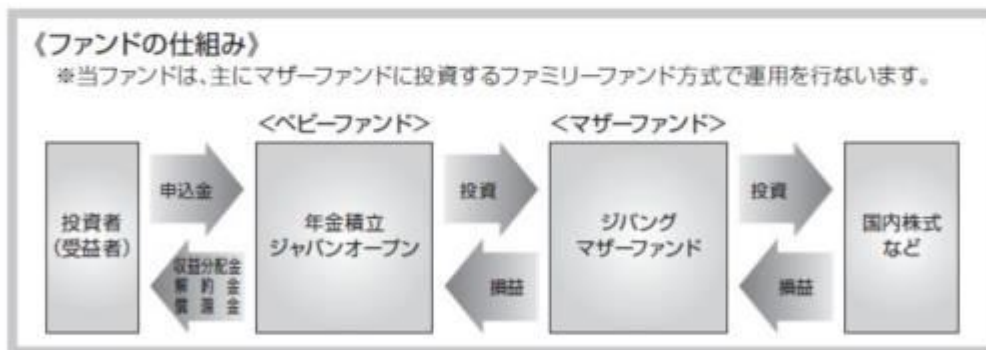 《ファンドの仕組み》
※当ファンドは、主にマザーファンドに投資するファミリーファンド方式で運用を行ないます。
<ベビーファンド>
<マザーファンド>
投資者
(受益者)
申込金
収益分配金
解約金
償還金
年金積立
ジャパンオープン
投資
損益
ジパング
マザーファンド
投資
損益
国内株式
など